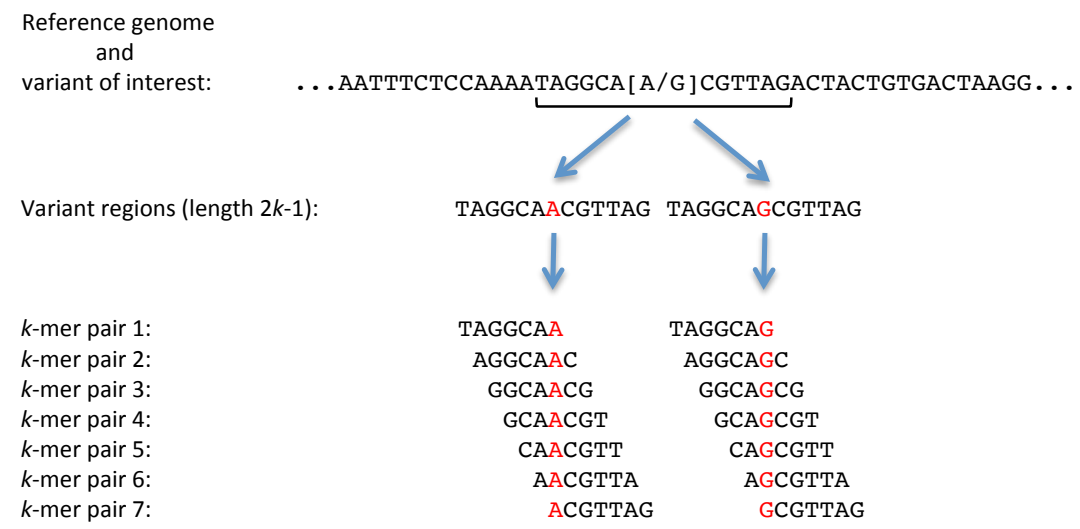 Reference genome
and
variant of interest: ...AATTTCTCCAAAATAGGCA[A/G]CGTTAGACTACTGTGACTAAGG...
Variant regions (length 2k-1): TAGGCAACGTTAG TAGGCAGCGTTAG
k-mer pair 1: TAGGCAA TAGGCAG
k-mer pair 2: AGGCAAC AGGCAGC
k-mer pair 3: GGCAACG GGCAGCG
k-mer pair 4: GCAACGT GCAGCGT
k-mer pair 5: CAACGTT CAGCGTT
k-mer pair 6: AACGTTA AGCGTTA
k-mer pair 7: ACGTTAG GCGTTAG